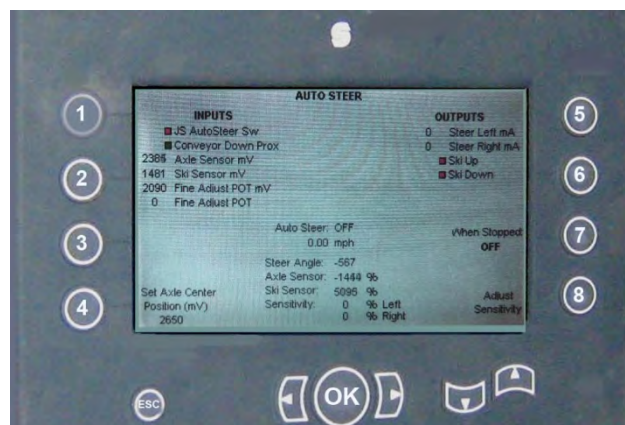 S
AUTO STEER
INPUTS
OUTPUTS
JS AutoSteer Sw
Conveyor Down Prox
2385 Axle Sensor mV
1481 Ski Sensor mV
2090 Fine Adjust POT mV
0 Fine Adjust POT
0 Steer Left mA
0 Steer Right mA
Ski Up
Ski Down
Auto Steer: OFF
0.00 mph
When Stopped
OFF
Steer Angle: -567
Axle Sensor: -1444 %
Ski Sensor: 5095 %
Sensitivity: 0 % Left
0 % Right
Set Axle Center
Position (mV)
2650
Adjust
Sensitivity
1
2
3
4
5
6
7
8
ESC
OK